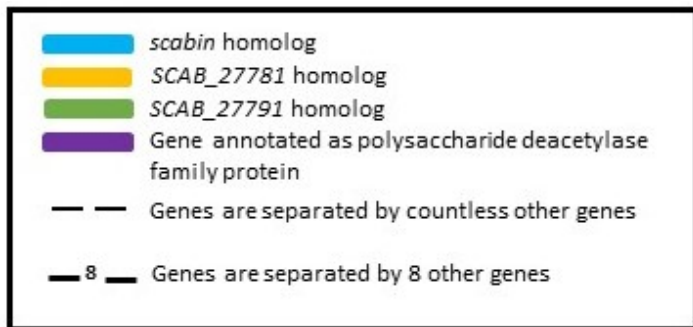 scabin homolog
SCAB_27781 homolog
SCAB_27791 homolog
Gene annotated as polysaccharide deacetylase
family protein
Genes are separated by countless other genes
8 Genes are separated by 8 other genes